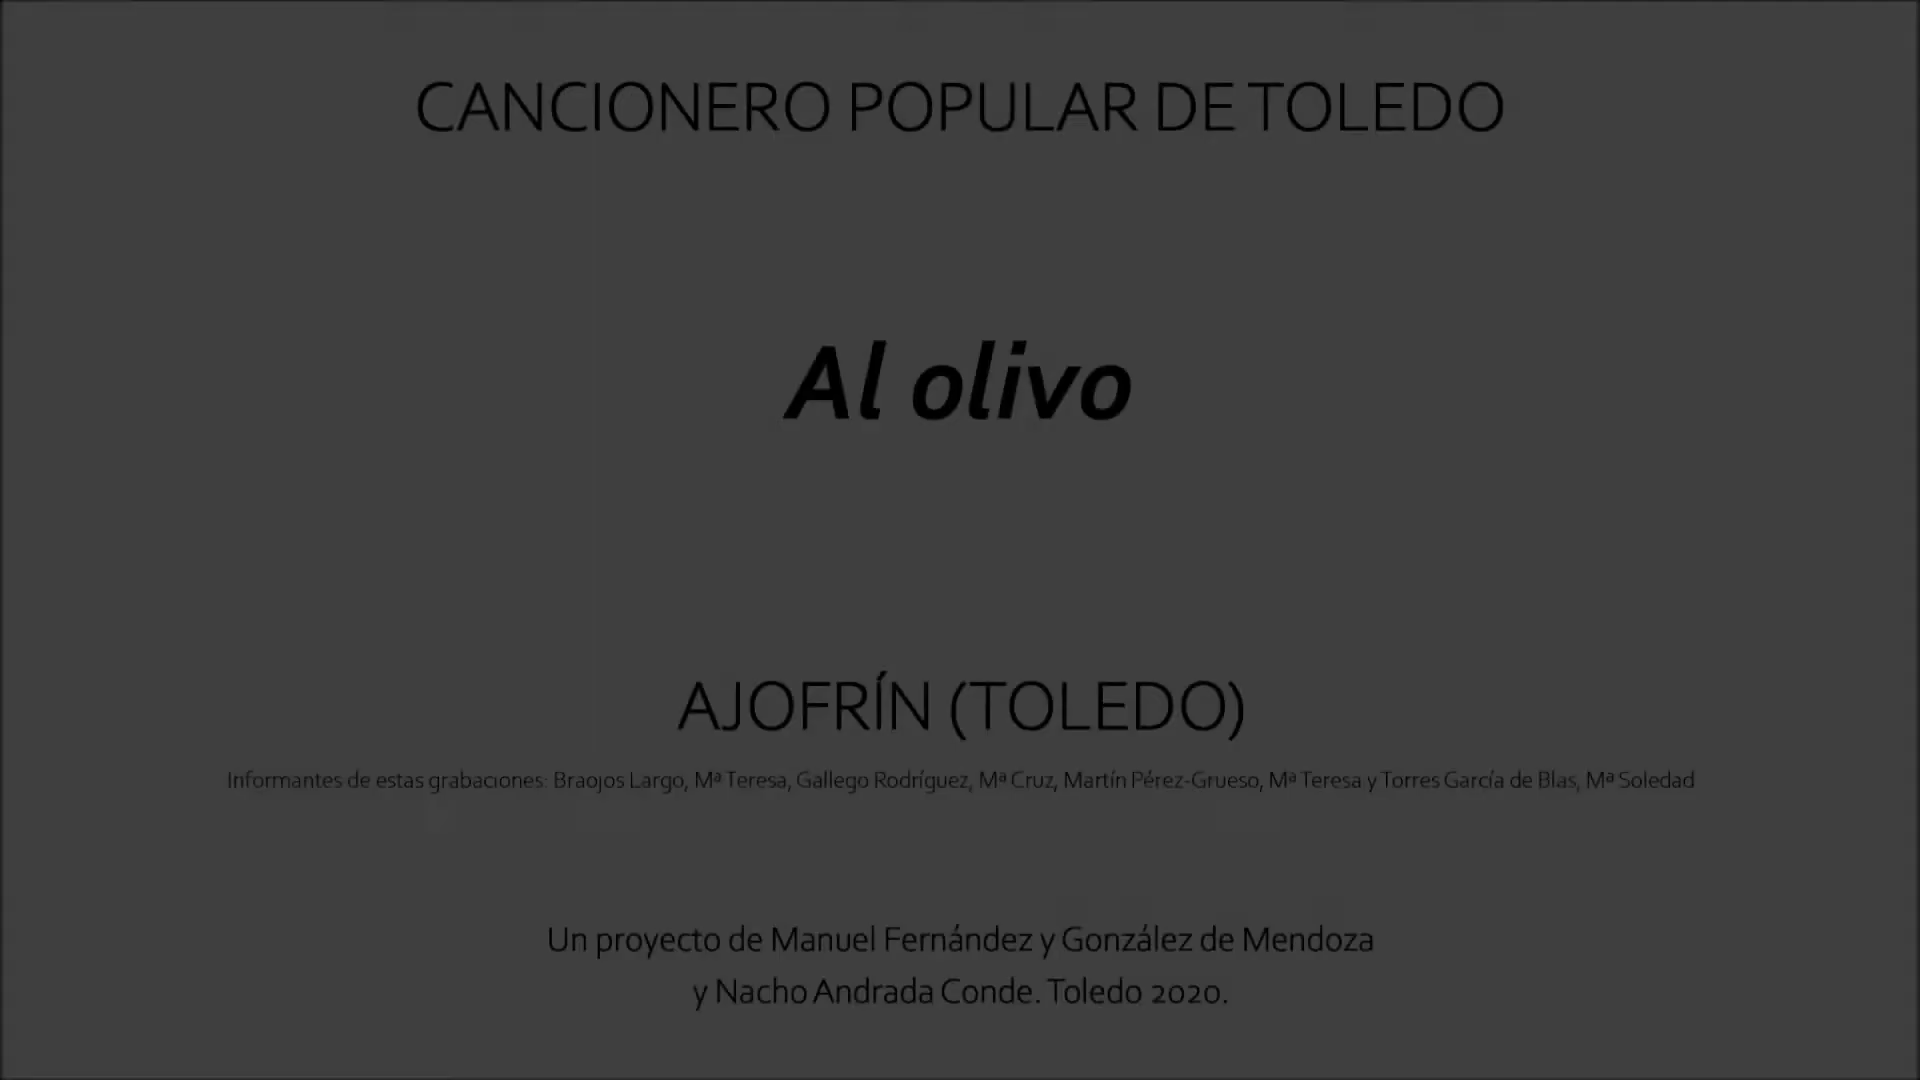 CANCIONERO POPULAR DE TOLEDO
Al olivo
AJOFRÍN (TOLEDO)
Informantes de estas grabaciones: Braojos Largo, Mª Teresa, Gallego Rodríguez, Mª Cruz, Martín Pérez-Grueso, Mª Teresa y Torres García de Blas, Mª Soledad
Un proyecto de Manuel Fernández y González de Mendoza
y Nacho Andrada Conde. Toledo 2020.